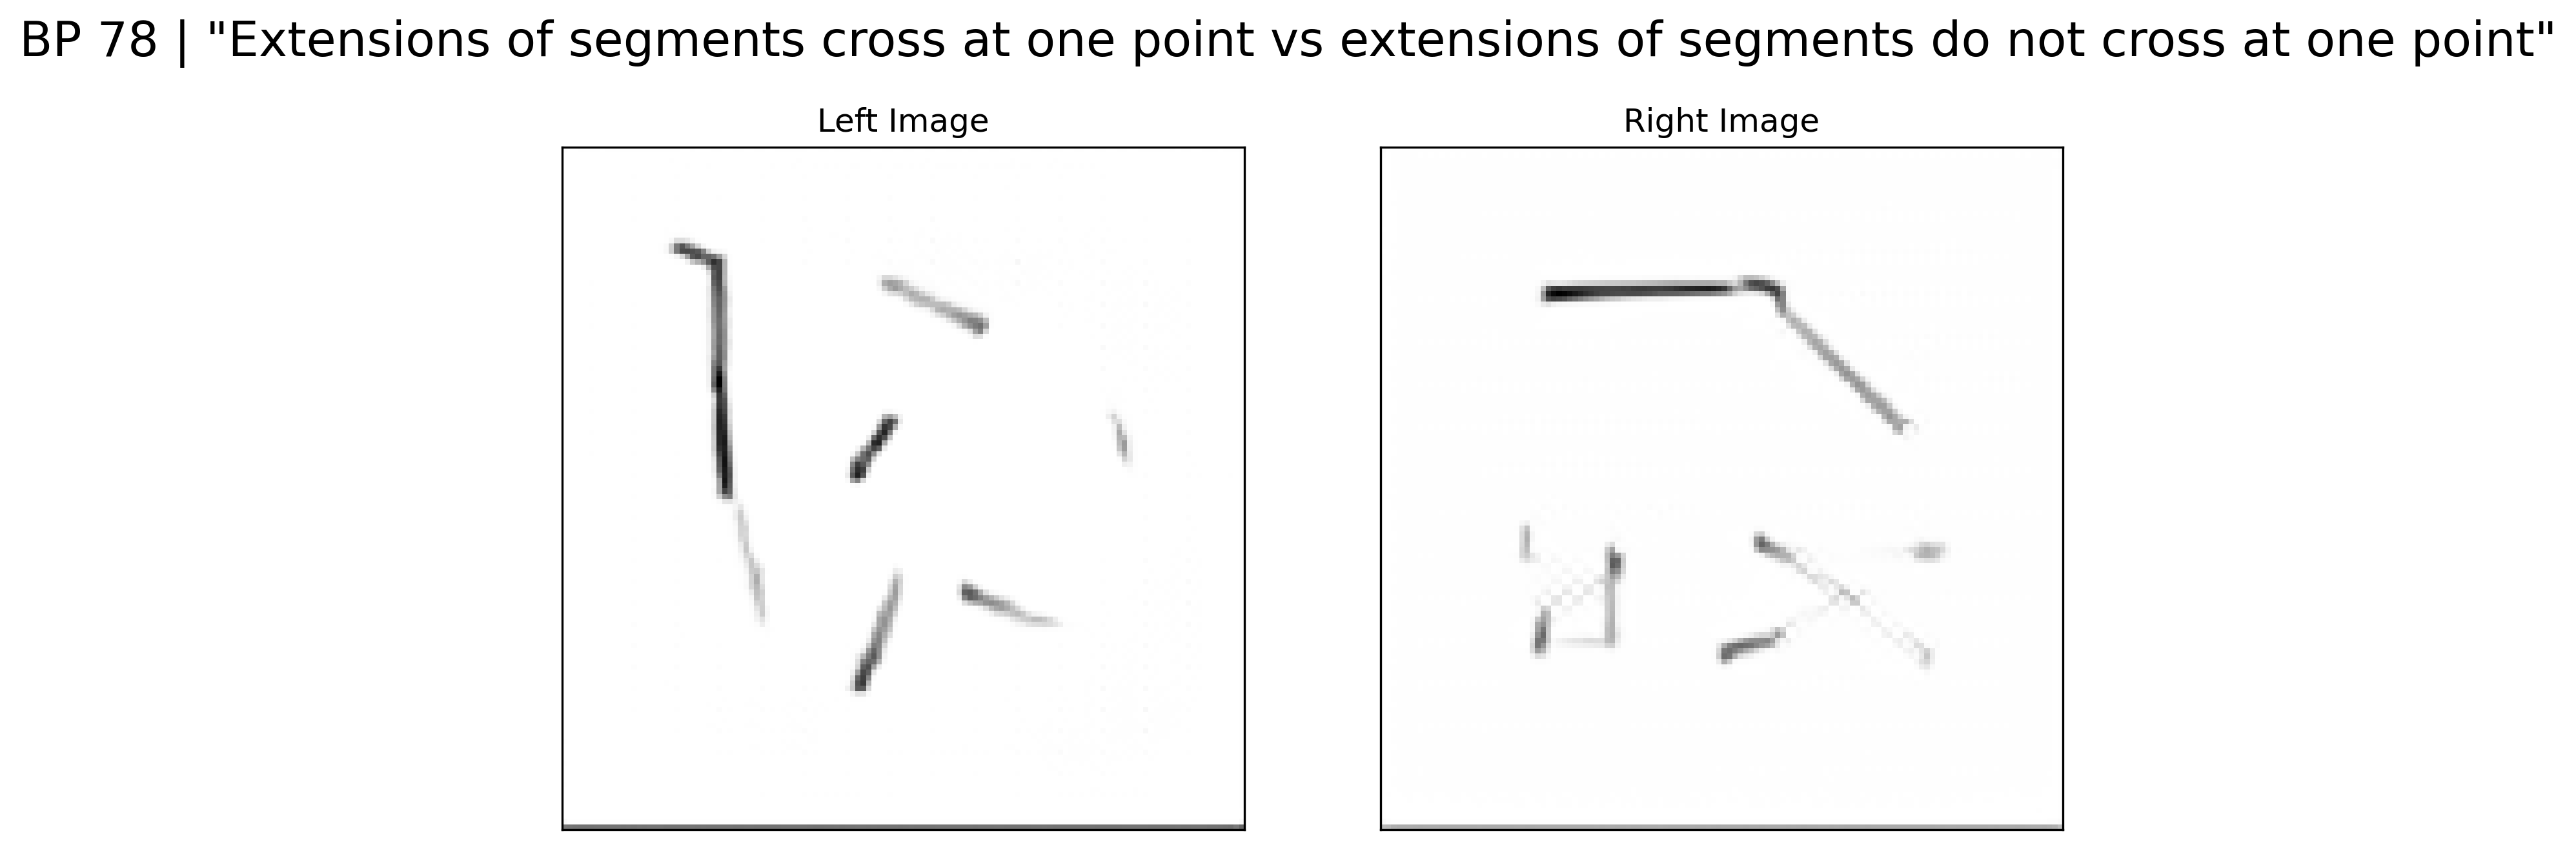 BP 78 | "Extensions of segments cross at one point vs extensions of segments do not cross at one point"
Left Image
Right Image